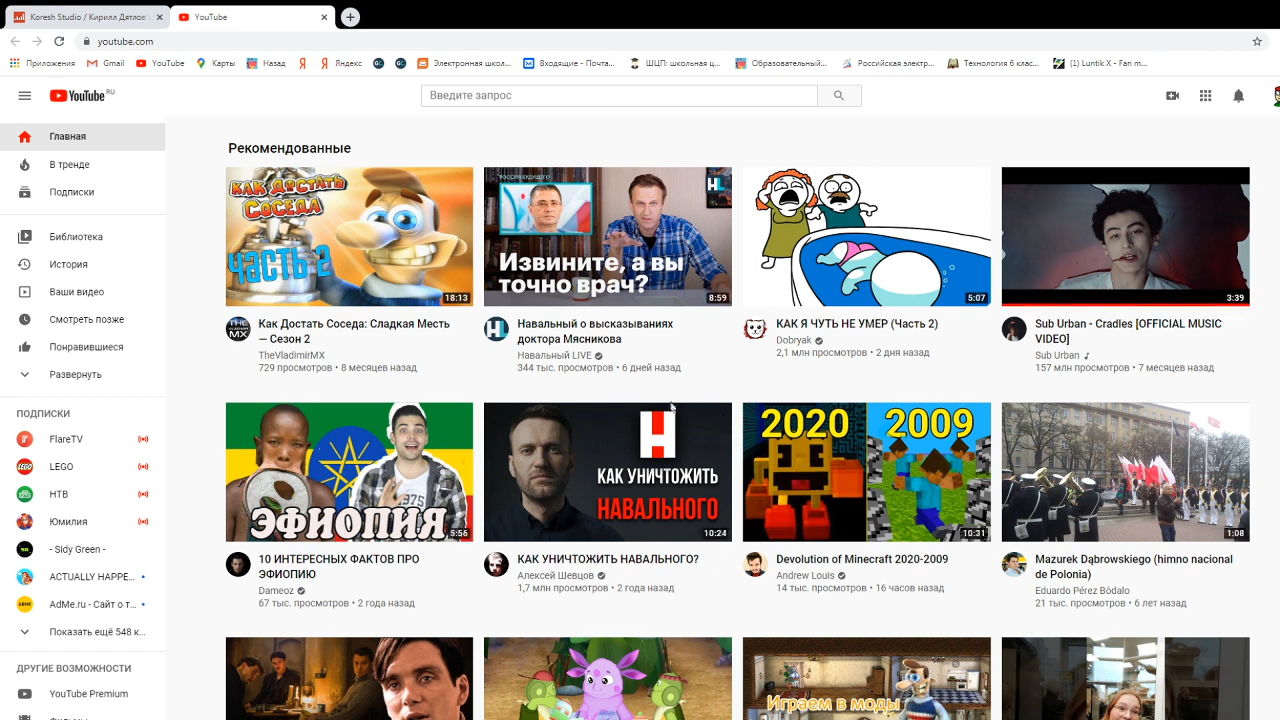 Koresh Studio / Кирилл Дятлов
YouTube
youtube.com
Приложения
Gmail
YouTube
Карты
Назад
Яндекс
Электронная школ...
Входящие - Почта...
ШЦП: школьная ц...
Образовательный...
Российская электр...
Технология 6 клас...
(1) Luntik X - Fan m...
YouTube RU
Введите запрос
Главная
В тренде
Подписки
Библиотека
История
Ваши видео
Смотреть позже
Понравившиеся
Развернуть
ПОДПИСКИ
FlareTV
LEGO
НТВ
Юмилия
- Sidy Green -
ACTUALLY HAPPE...
AdMe.ru - Сайт о т...
Показать ещё 548 к...
ДРУГИЕ ВОЗМОЖНОСТИ
YouTube Premium
Рекомендованные
КАК ДОСТАТЬ
СОСЕДА
ЧАСТЬ 2
18:13
Как Достать Соседа: Сладкая Месть
— Сезон 2
TheVladimirMX
729 просмотров • 8 месяцев назад
РОССИЯ БУДУЩЕГО
Извините, а вы
точно врач?
8:59
Навальный о высказываниях
доктора Мясникова
Навальный LIVE
344 тыс. просмотров • 6 дней назад
5:07
КАК Я ЧУТЬ НЕ УМЕР (Часть 2)
Dobryak
2,1 млн просмотров • 2 дня назад
3:39
Sub Urban - Cradles [OFFICIAL MUSIC
VIDEO]
Sub Urban
157 млн просмотров • 7 месяцев назад
ЭФИОПИЯ
5:56
10 ИНТЕРЕСНЫХ ФАКТОВ ПРО
ЭФИОПИЮ
Dameoz
67 тыс. просмотров • 2 года назад
КАК УНИЧТОЖИТЬ
НАВАЛЬНОГО
10:24
КАК УНИЧТОЖИТЬ НАВАЛЬНОГО?
Алексей Шевцов
1,7 млн просмотров • 2 года назад
2020 2009
10:31
Devolution of Minecraft 2020-2009
Andrew Louis
14 тыс. просмотров • 16 часов назад
1:08
Mazurek Dąbrowskiego (himno nacional
de Polonia)
Eduardo Pérez Bódalo
21 тыс. просмотров • 6 лет назад
Играем в моды